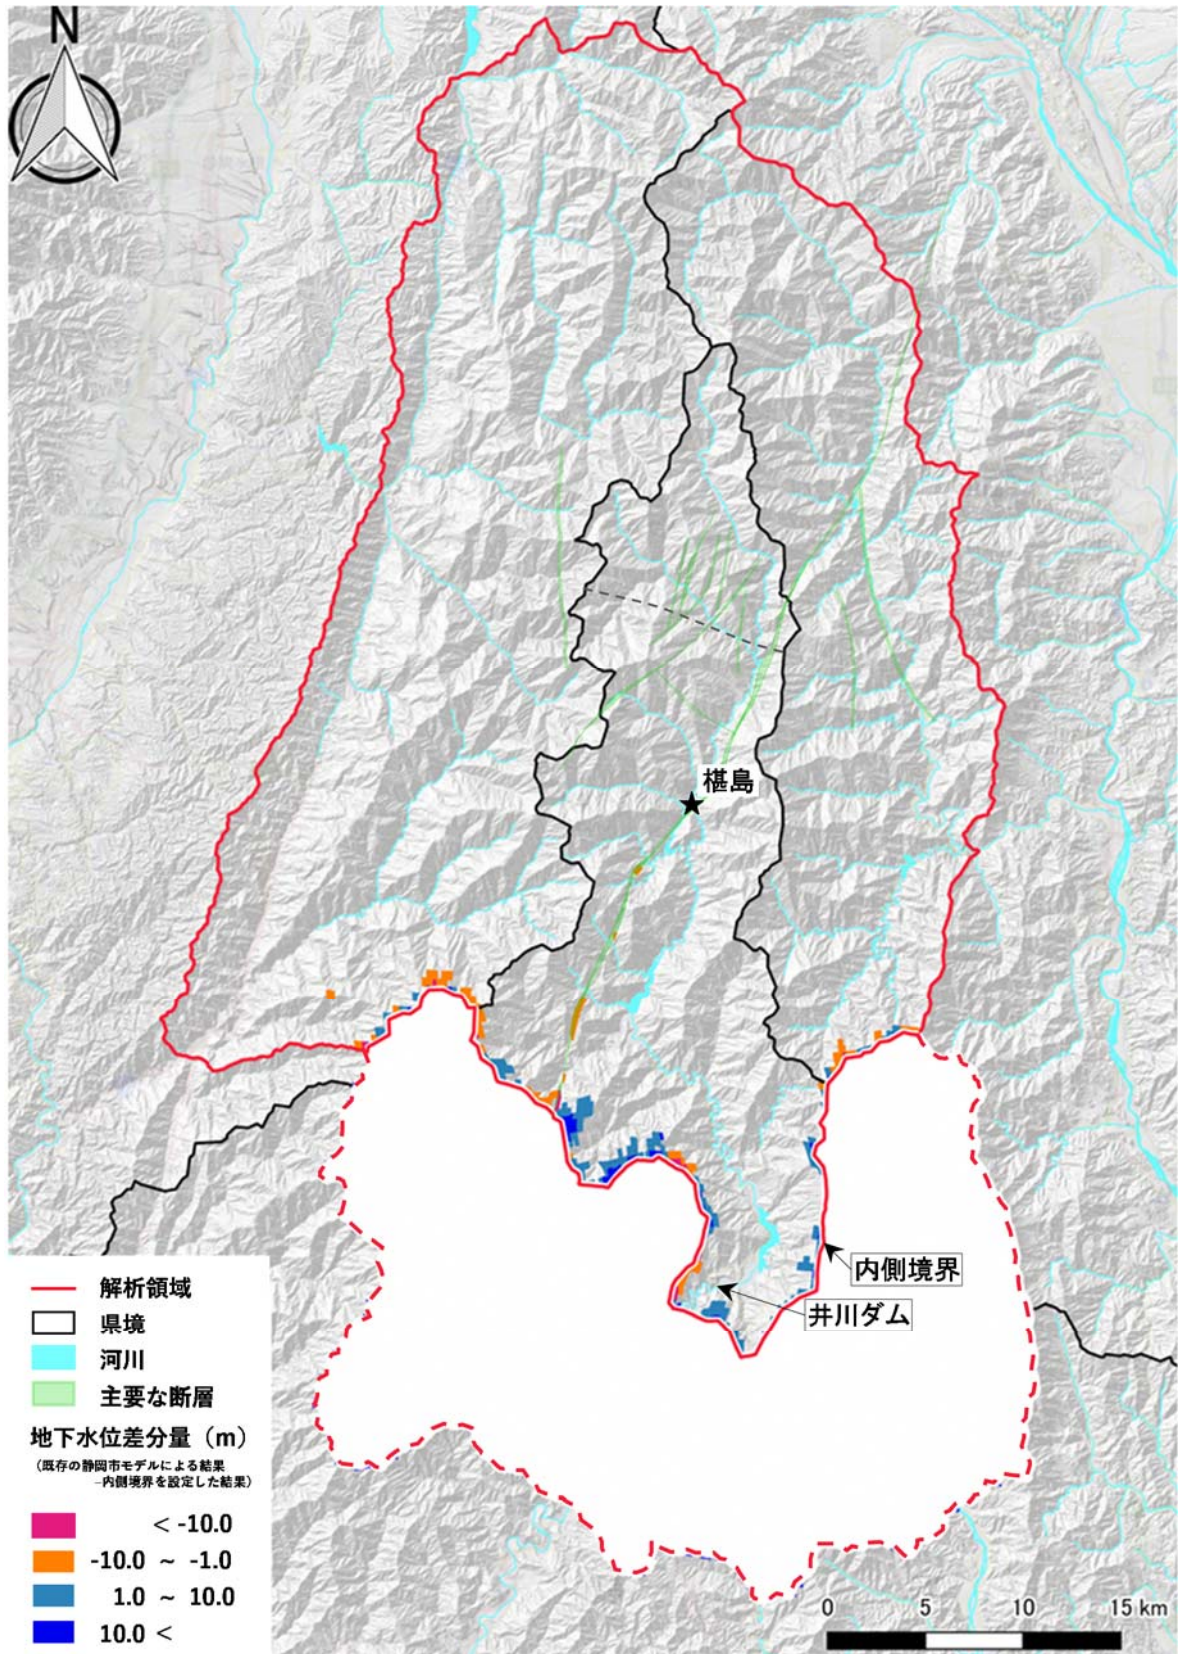 N
椹島
内側境界
井川ダム
解析領域
県境
河川
主要な断層
地下水位差分量（m）
（既存の静岡市モデルによる結果
-内側境界を設定した結果）
< -10.0
-10.0 ~ -1.0
1.0 ~ 10.0
10.0 <
0 5 10 15 km